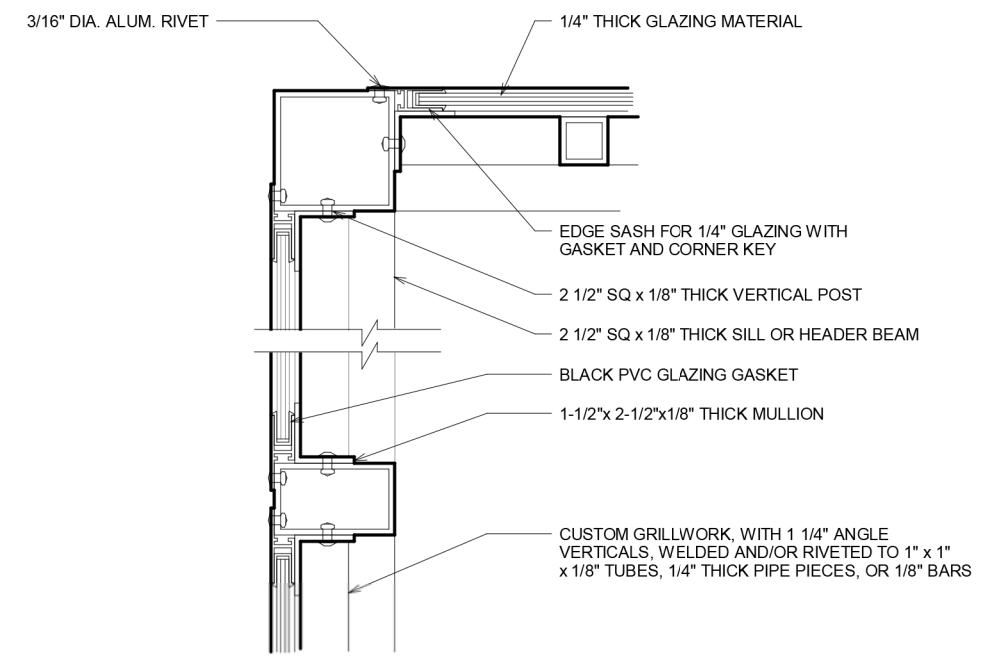 3/16" DIA. ALUM. RIVET
1/4" THICK GLAZING MATERIAL
EDGE SASH FOR 1/4" GLAZING WITH
GASKET AND CORNER KEY
2 1/2" SQ x 1/8" THICK VERTICAL POST
2 1/2" SQ x 1/8" THICK SILL OR HEADER BEAM
BLACK PVC GLAZING GASKET
1-1/2"x 2-1/2"x1/8" THICK MULLION
CUSTOM GRILLWORK, WITH 1 1/4" ANGLE
VERTICALS, WELDED AND/OR RIVETED TO 1" x 1"
x 1/8" TUBES, 1/4" THICK PIPE PIECES, OR 1/8" BARS